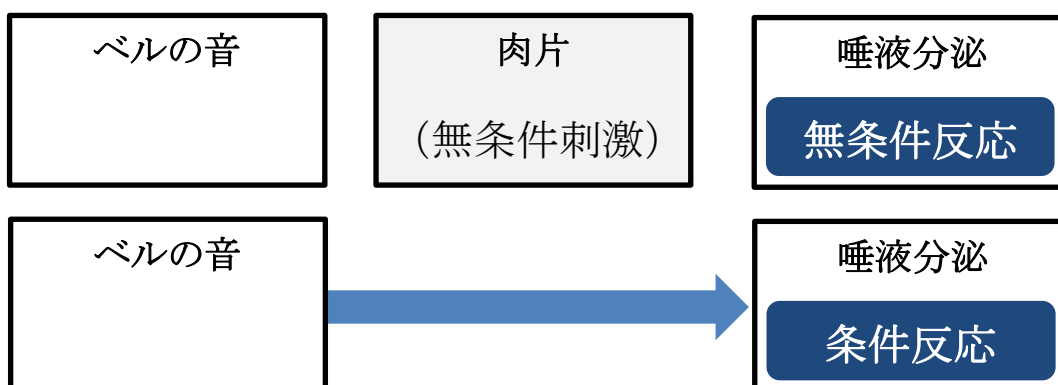 ベルの音
肉片
(無条件刺激)
唾液分泌
無条件反応
ベルの音
唾液分泌
条件反応